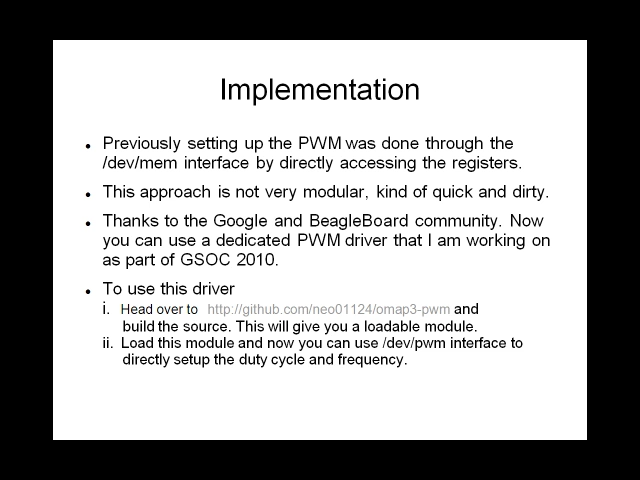 Implementation
• Previously setting up the PWM was done through the
/dev/mem interface by directly accessing the registers.
• This approach is not very modular, kind of quick and dirty.
• Thanks to the Google and BeagleBoard community. Now
you can use a dedicated PWM driver that I am working on
as part of GSOC 2010.
• To use this driver
i. Head over to http://github.com/neo01124/omap3-pwm and
build the source. This will give you a loadable module.
ii. Load this module and now you can use /dev/pwm interface to
directly setup the duty cycle and frequency.